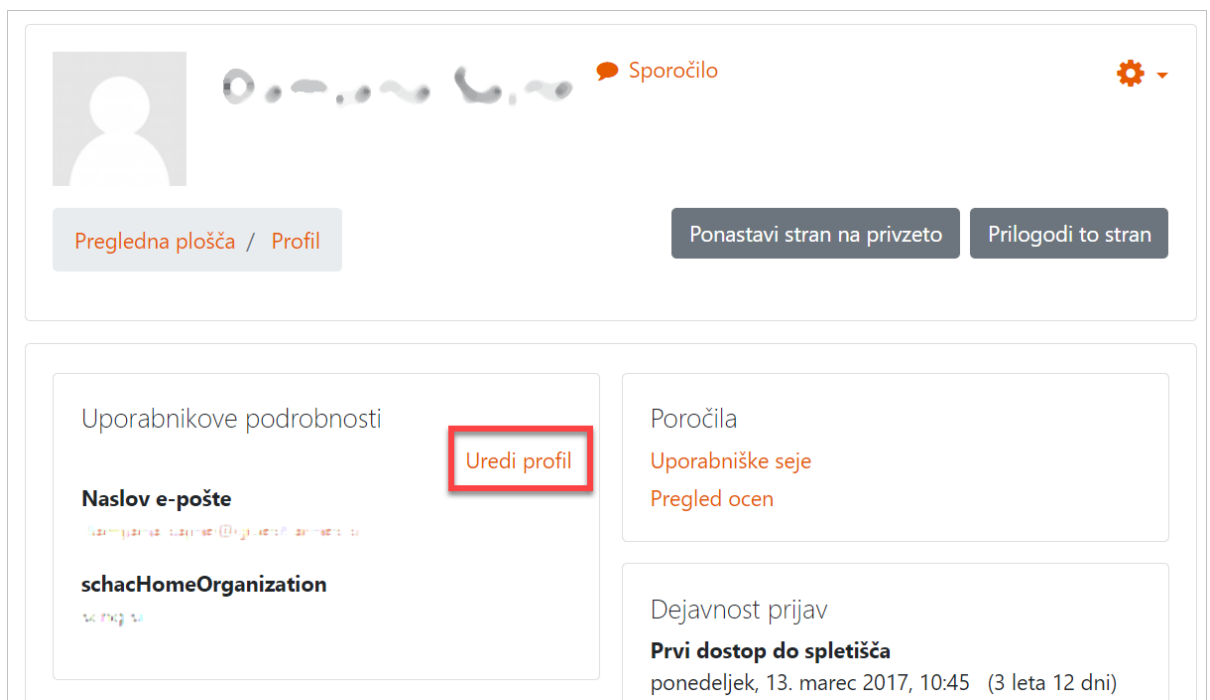 Sporočilo
Pregledna plošča / Profil
Ponastavi stran na privzeto
Prilogodi to stran
Uporabnikove podrobnosti
Uredi profil
Naslov e-pošte
schacHomeOrganization
Poročila
Uporabniške seje
Pregled ocen
Dejavnost prijav
Prvi dostop do spletišča
ponedeljek, 13. marec 2017, 10:45 (3 leta 12 dni)